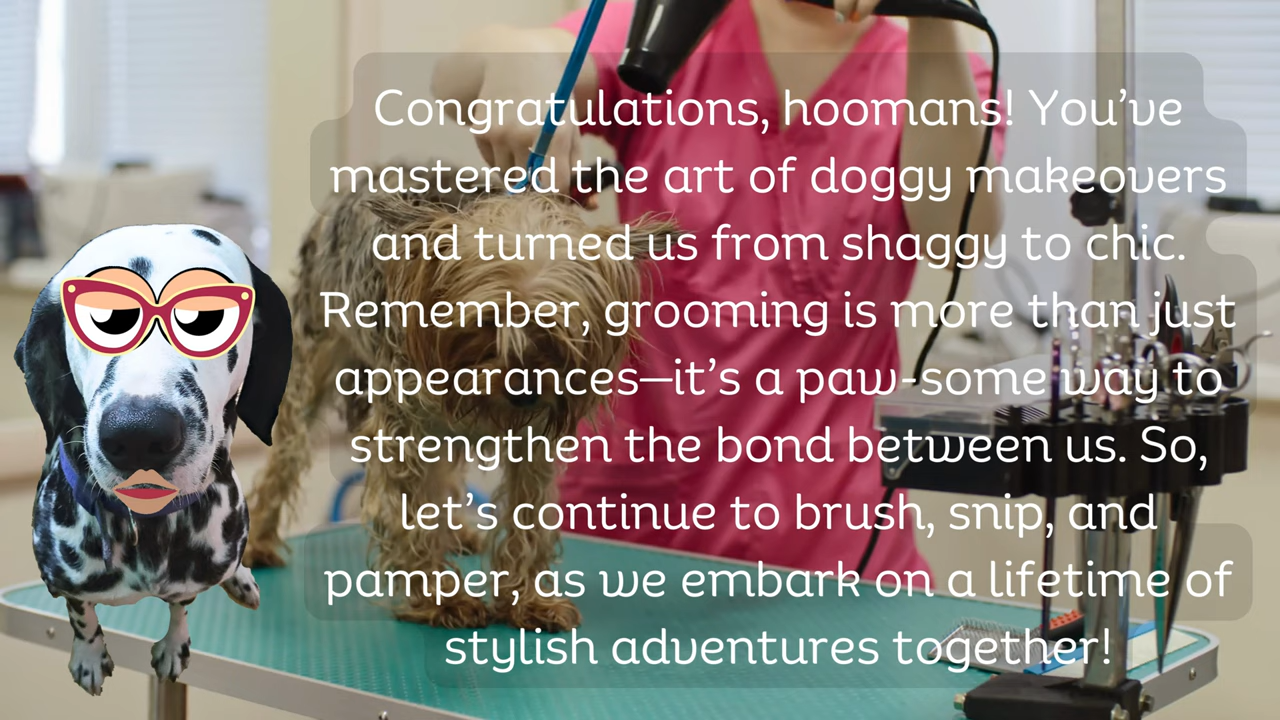 Congratulations, hoomans! You’ve
mastered the art of doggy makeovers
and turned us from shaggy to chic.
Remember, grooming is more than just
appearances—it’s a paw-some way to
strengthen the bond between us. So,
let’s continue to brush, snip, and
pamper, as we embark on a lifetime of
stylish adventures together!